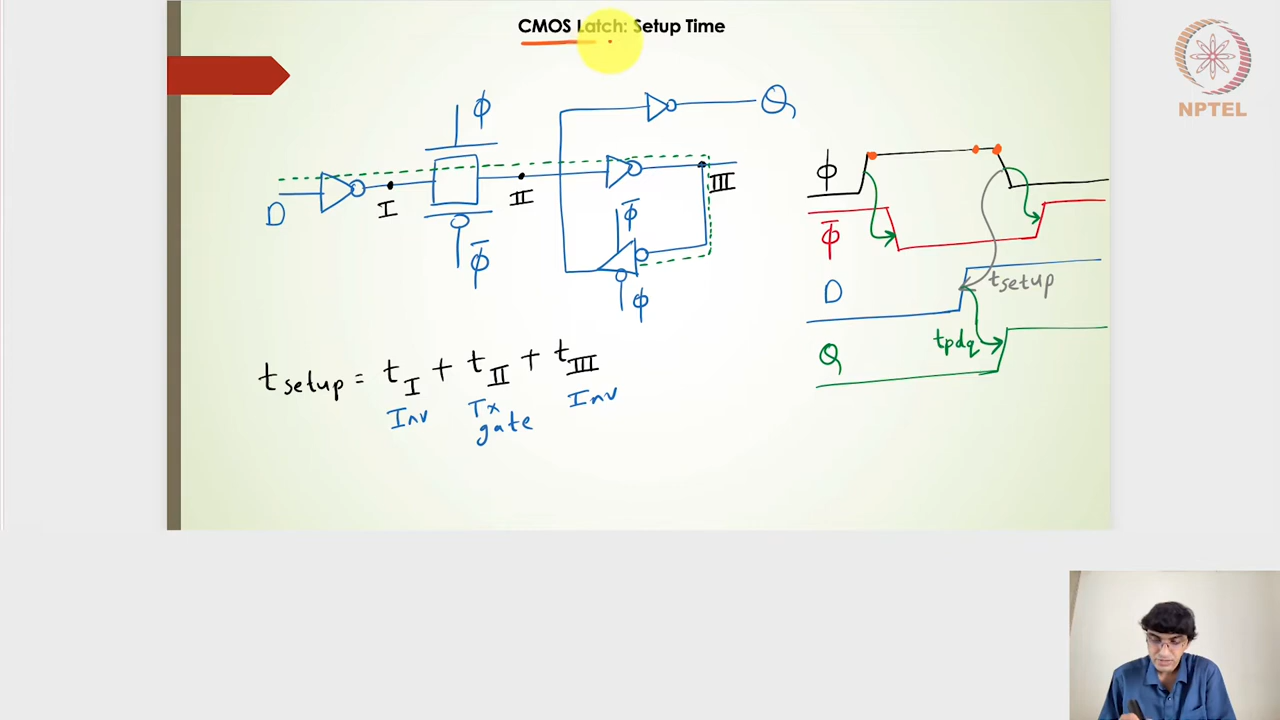 CMOS Latch: Setup Time
NPTEL
ϕ
Q
D
I
II
III
ϕ̅
ϕ̅
ϕ
ϕ
ϕ̅
D
tsetup
Q
tpdq
tsetup = tI + tII + tIII
Inv Tx gate Inv